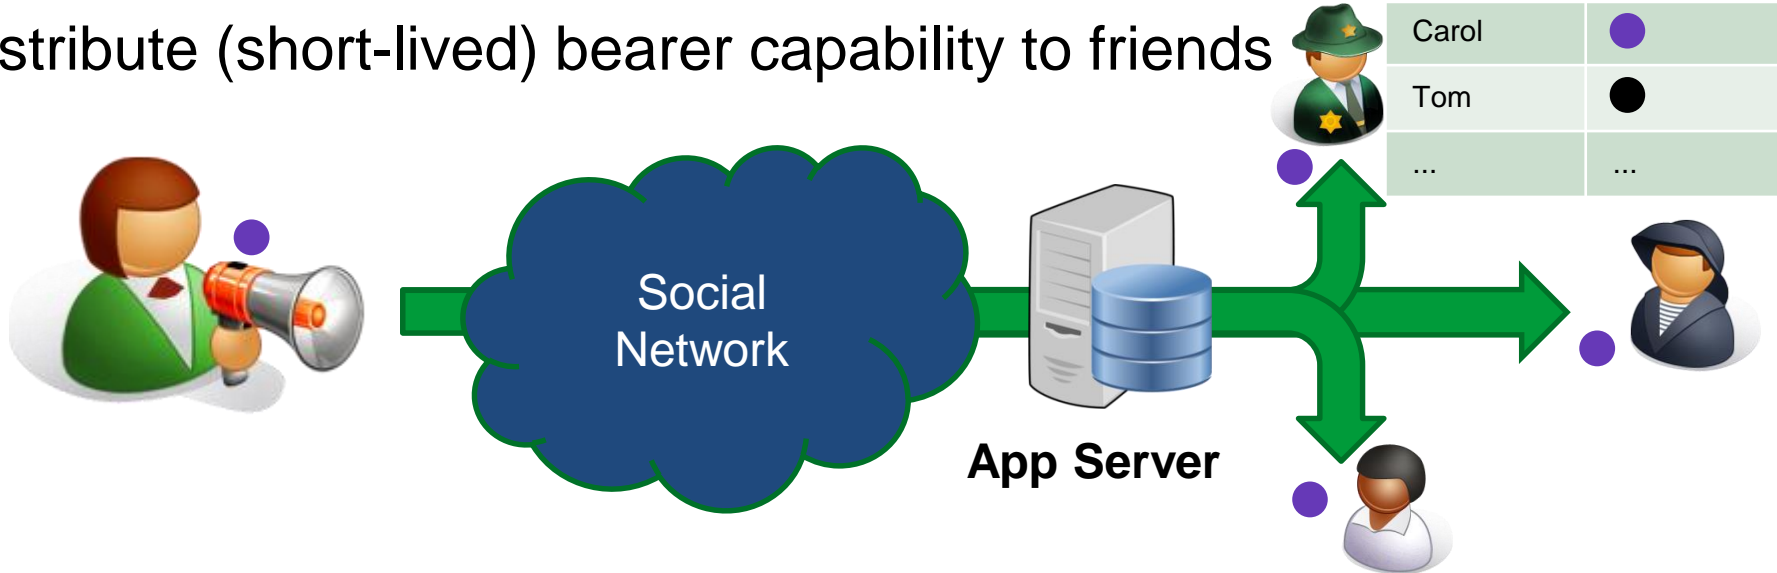 stribute (short-lived) bearer capability to friends
Carol
Tom
... ...
Social
Network
App Server